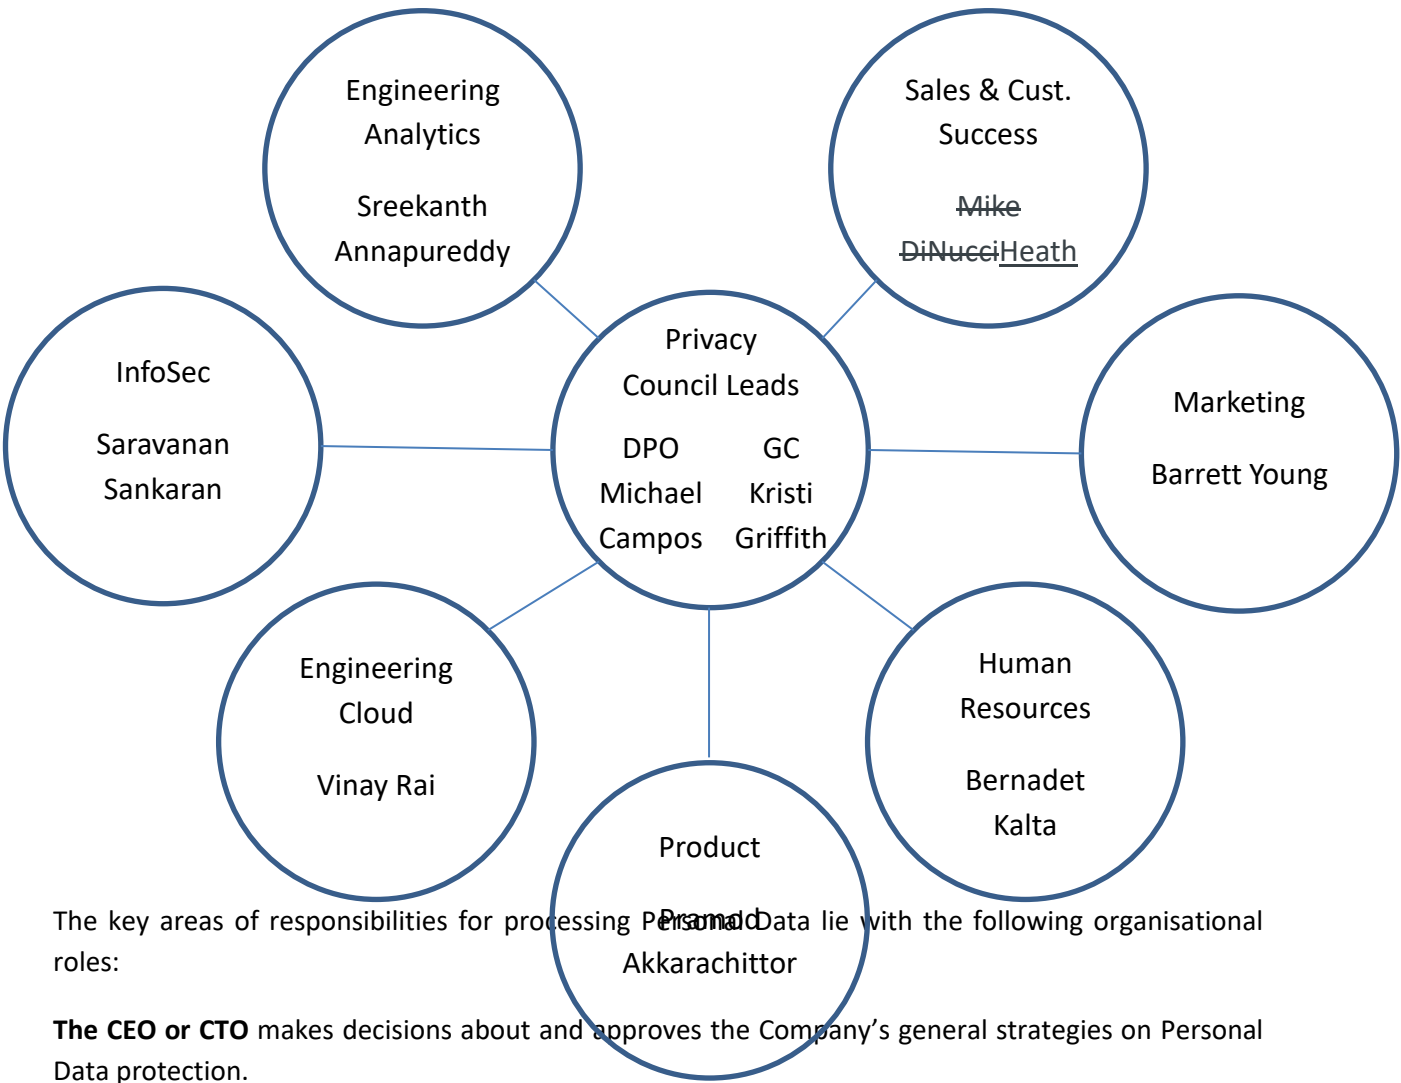 Engineering
Analytics
Sreekanth
Annapureddy
Sales & Cust.
Success
Mike
DiNucciHeath
InfoSec
Saravanan
Sankaran
Privacy
Council Leads
DPO GC
Michael Kristi
Campos Griffith
Marketing
Barrett Young
Engineering
Cloud
Vinay Rai
Human
Resources
Bernadet
Kalta
Product
Pramod
Akkarachittor
The key areas of responsibilities for processing Personal Data lie with the following organisational
roles:
The CEO or CTO makes decisions about and approves the Company’s general strategies on Personal
Data protection.